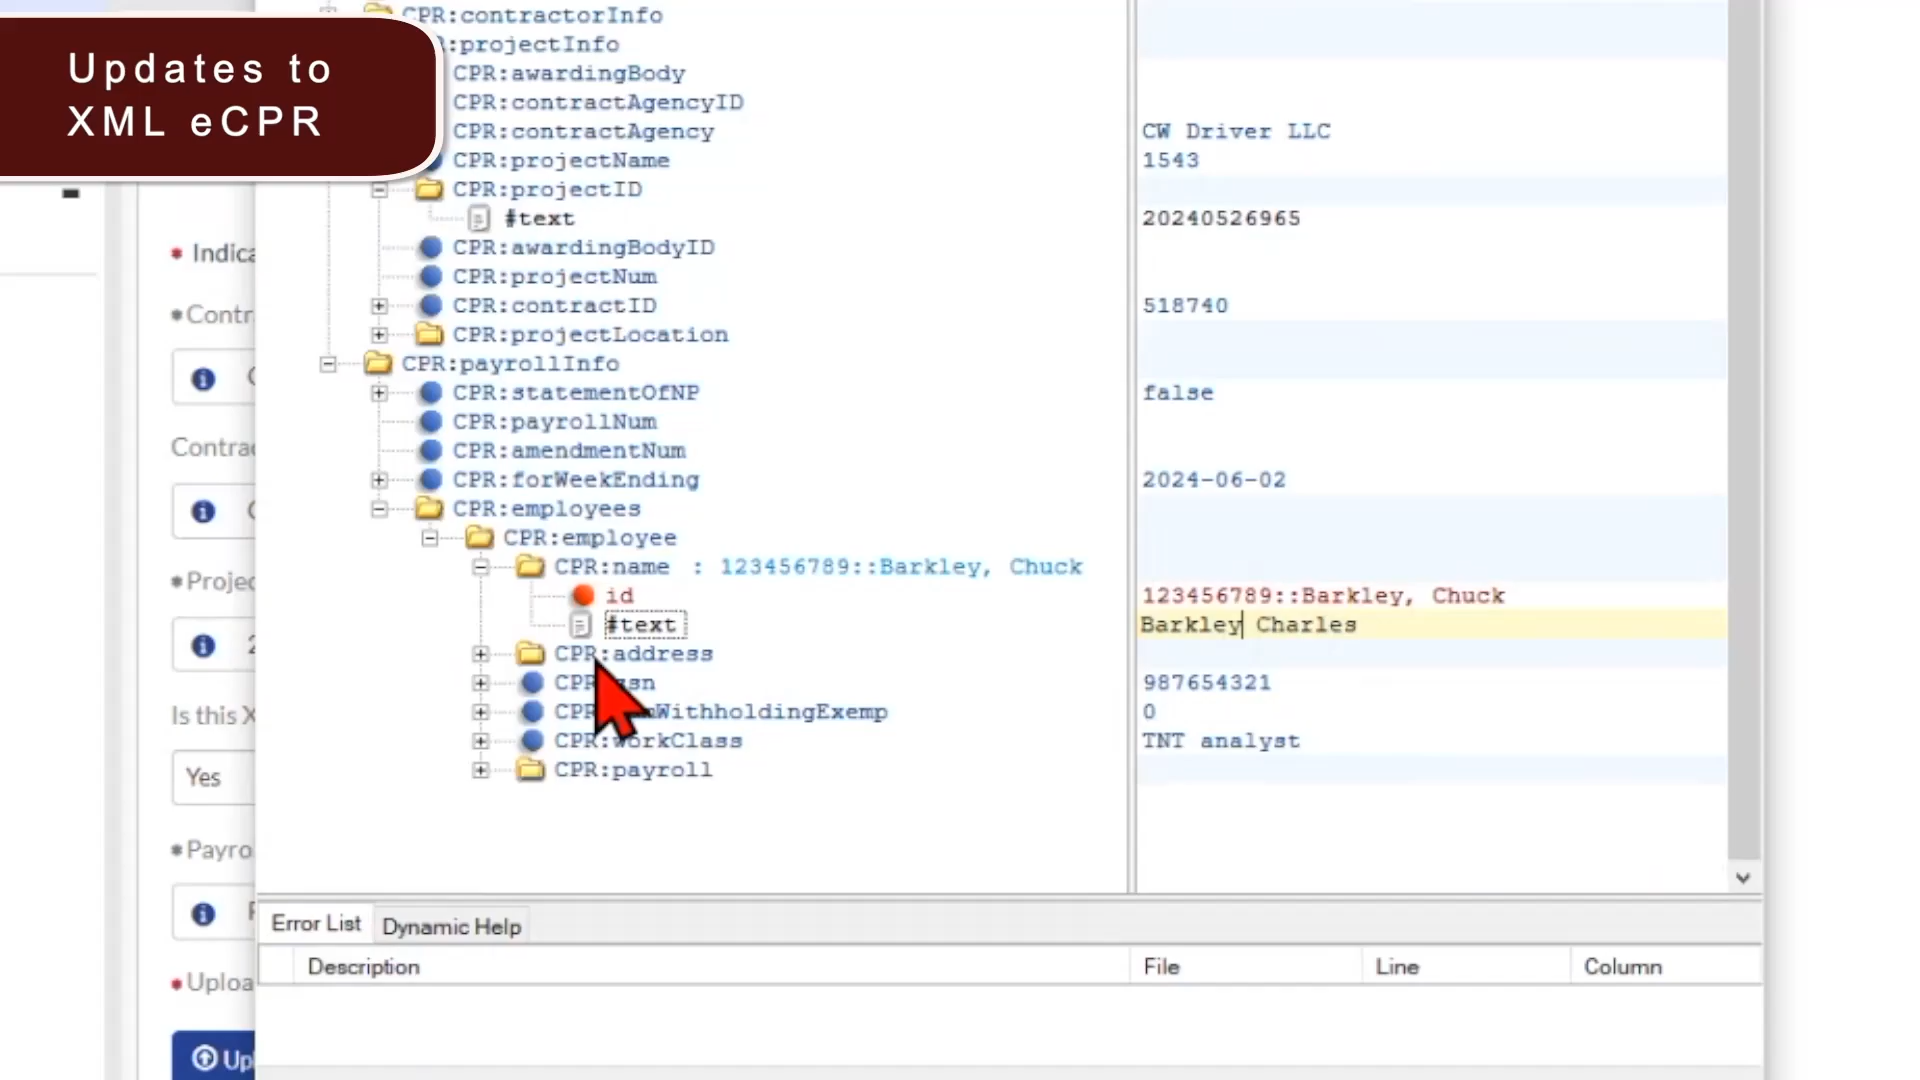 Updates to
XML eCPR
CPR:contractorInfo
:projectInfo
CPR:awardingBody
CPR:contractAgencyID
CPR:contractAgency CW Driver LLC
CPR:projectName 1543
CPR:projectID
#text 20240526965
CPR:awardingBodyID
CPR:projectNum
CPR:contractID 518740
CPR:projectLocation
CPR:payrollInfo
CPR:statementOfNP false
CPR:payrollNum
CPR:amendmentNum
CPR:forWeekEnding 2024-06-02
CPR:employees
CPR:employee
CPR:name : 123456789::Barkley, Chuck
id 123456789::Barkley, Chuck
#text Barkley Charles
CPR:address
CPR 987654321
CPR WithholdingExemp 0
CPR:workClass TNT analyst
CPR:payroll
* Indica
*Contr
Contrac
*Projec
2
Is this X
Yes
*Payro
*Uploa
Upl
Error List Dynamic Help
Description File Line Column